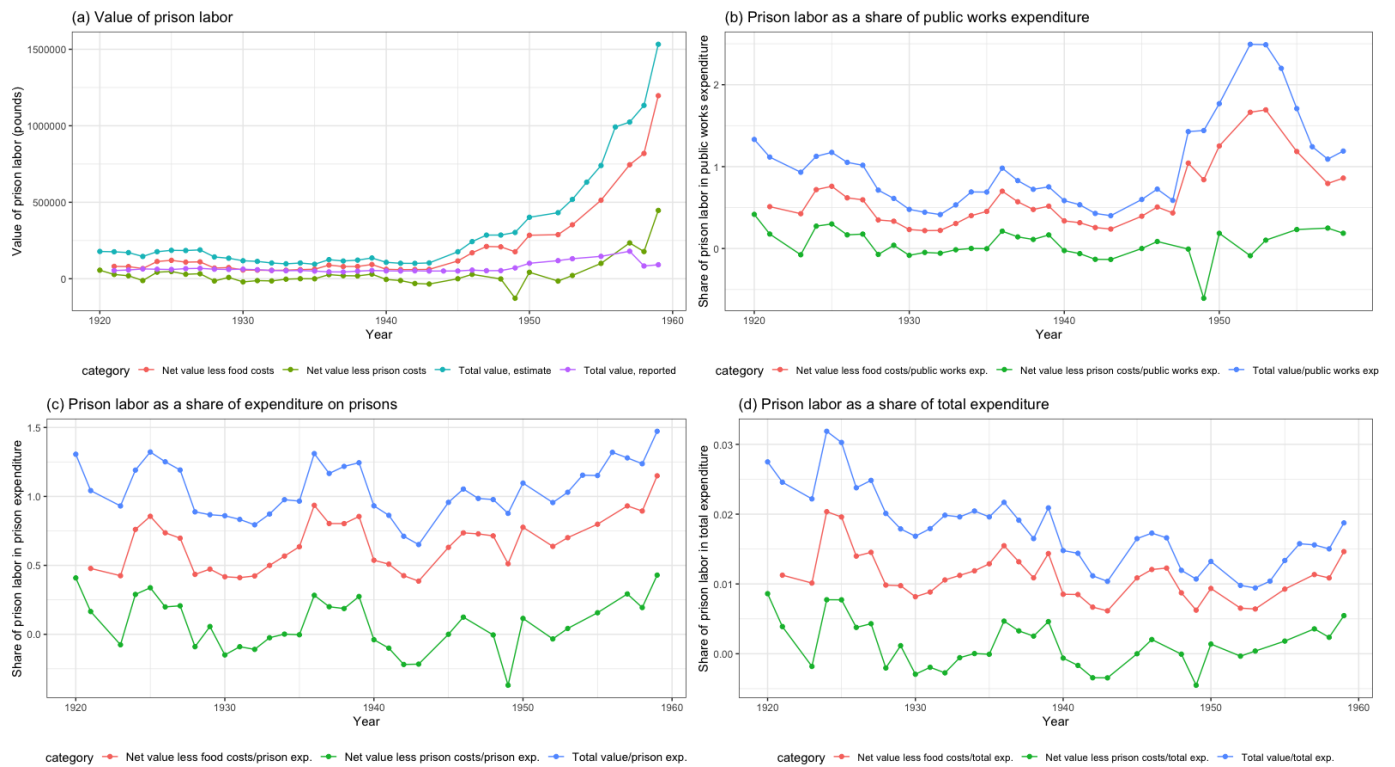 (a) Value of prison labor
Value of prison labor (pounds)
1500000
1000000
500000
0
1920 1930 1940 1950 1960
Year
category Net value less food costs Net value less prison costs Total value, estimate Total value, reported
(b) Prison labor as a share of public works expenditure
Share of prison labor in public works expenditure
2
1
0
1920 1930 1940 1950
Year
category Net value less food costs/public works exp. Net value less prison costs/public works exp. Total value/public works exp
(c) Prison labor as a share of expenditure on prisons
Share of prison labor in prison expenditure
1.5
1.0
0.5
0.0
1920 1930 1940 1950 1960
Year
category Net value less food costs/prison exp. Net value less prison costs/prison exp. Total value/prison exp.
(d) Prison labor as a share of total expenditure
Share of prison labor in total expenditure
0.03
0.02
0.01
0.00
1920 1930 1940 1950 1960
Year
category Net value less food costs/total exp. Net value less prison costs/total exp. Total value/total exp.